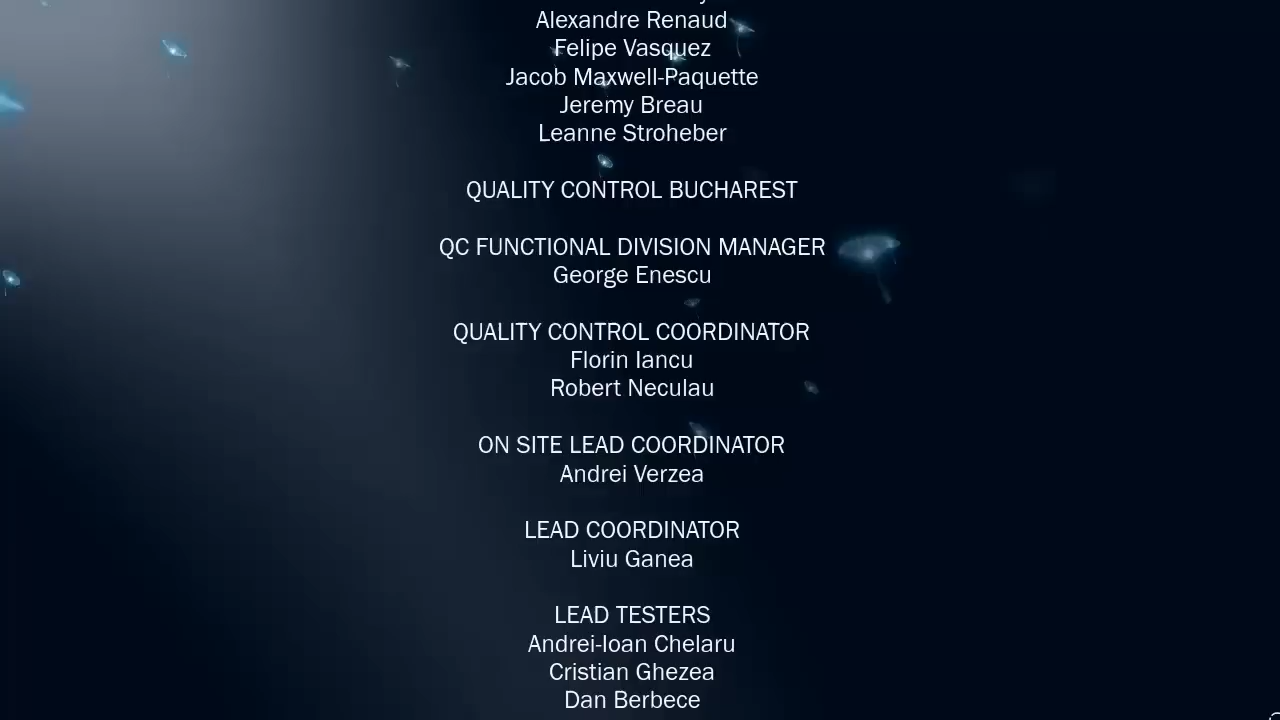 Alexandre Renaud
Felipe Vasquez
Jacob Maxwell-Paquette
Jeremy Breau
Leanne Stroheber
QUALITY CONTROL BUCHAREST
QC FUNCTIONAL DIVISION MANAGER
George Enescu
QUALITY CONTROL COORDINATOR
Florin Iancu
Robert Neculau
ON SITE LEAD COORDINATOR
Andrei Verzea
LEAD COORDINATOR
Liviu Ganea
LEAD TESTERS
Andrei-Ioan Chelaru
Cristian Ghezea
Dan Berbece